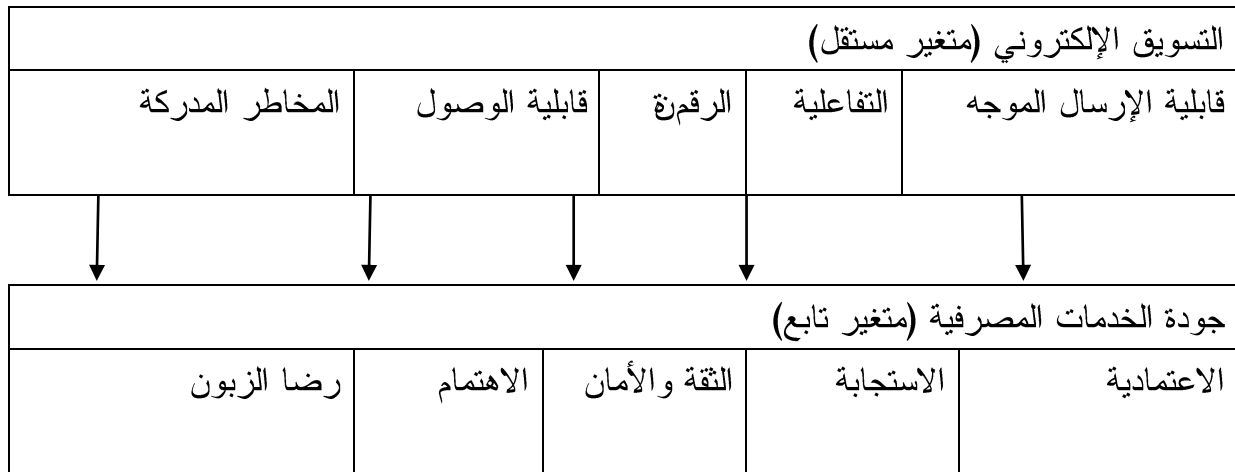 التسويق الإلكتروني (متغير مستقل)
قابلية الإرسال الموجه
التفاعلية
الرقمنة
قابلية الوصول
المخاطر المدركة
جودة الخدمات المصرفية (متغير تابع)
الاعتمادية
الاستجابة
الثقة والأمان
الاهتمام
رضا الزبون